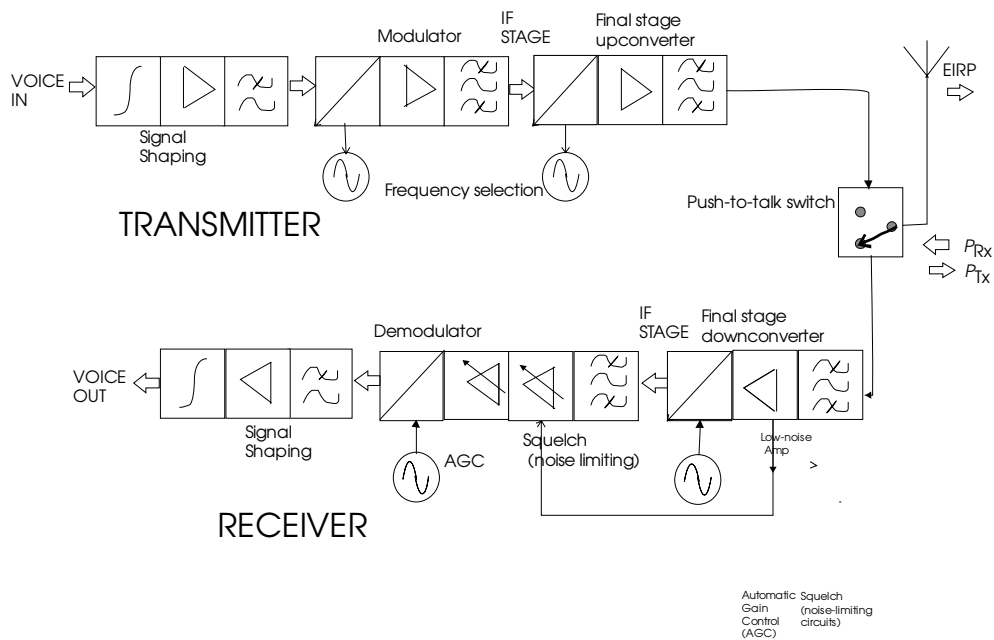 VOICE
IN
Signal
Shaping
Modulator
IF
STAGE
Final stage
upconverter
EIRP
Frequency selection
TRANSMITTER
Push-to-talk switch
PRx
PTx
VOICE
OUT
Signal
Shaping
Demodulator
AGC
Squelch
(noise limiting)
IF
STAGE
Final stage
downconverter
Low-noise
Amp
>
RECEIVER
Automatic
Gain
Control
(AGC)
Squelch
(noise-limiting
circuits)